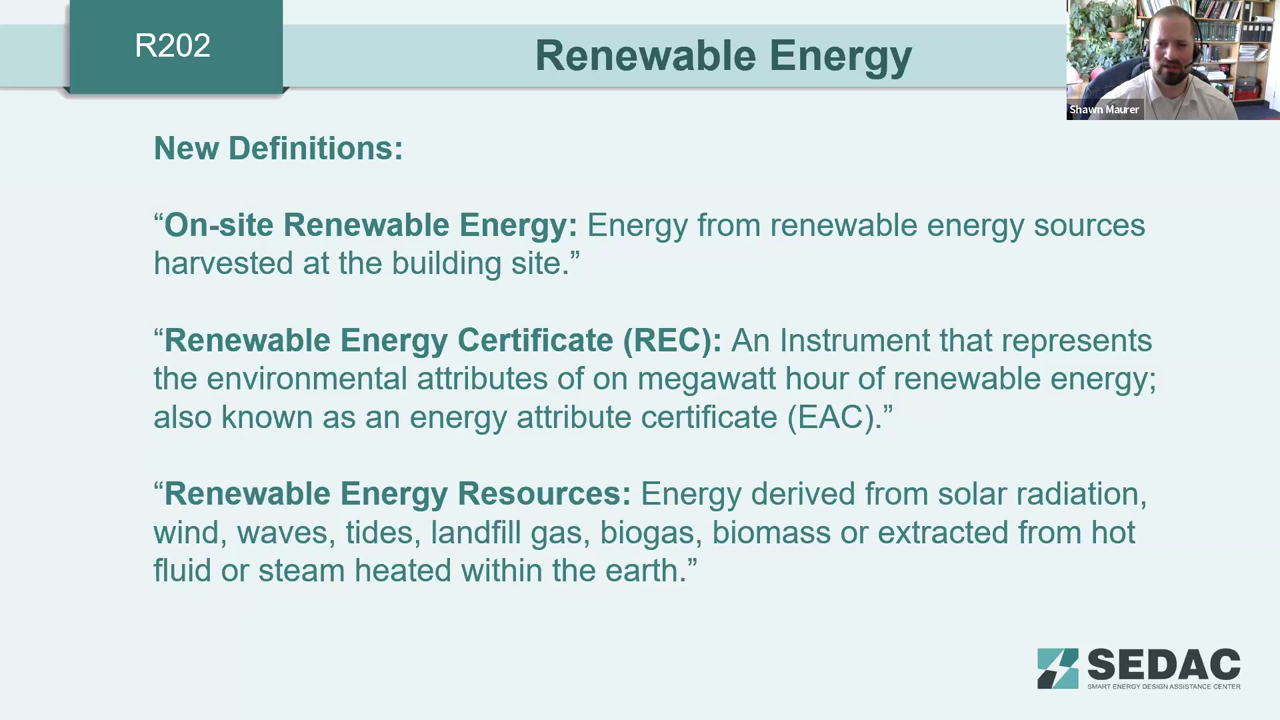 R202
Renewable Energy
Shawn Maurer
New Definitions:
“On-site Renewable Energy: Energy from renewable energy sources
harvested at the building site.”
“Renewable Energy Certificate (REC): An Instrument that represents
the environmental attributes of on megawatt hour of renewable energy;
also known as an energy attribute certificate (EAC).”
“Renewable Energy Resources: Energy derived from solar radiation,
wind, waves, tides, landfill gas, biogas, biomass or extracted from hot
fluid or steam heated within the earth.”
SEDAC
SMART ENERGY DESIGN ASSISTANCE CENTER